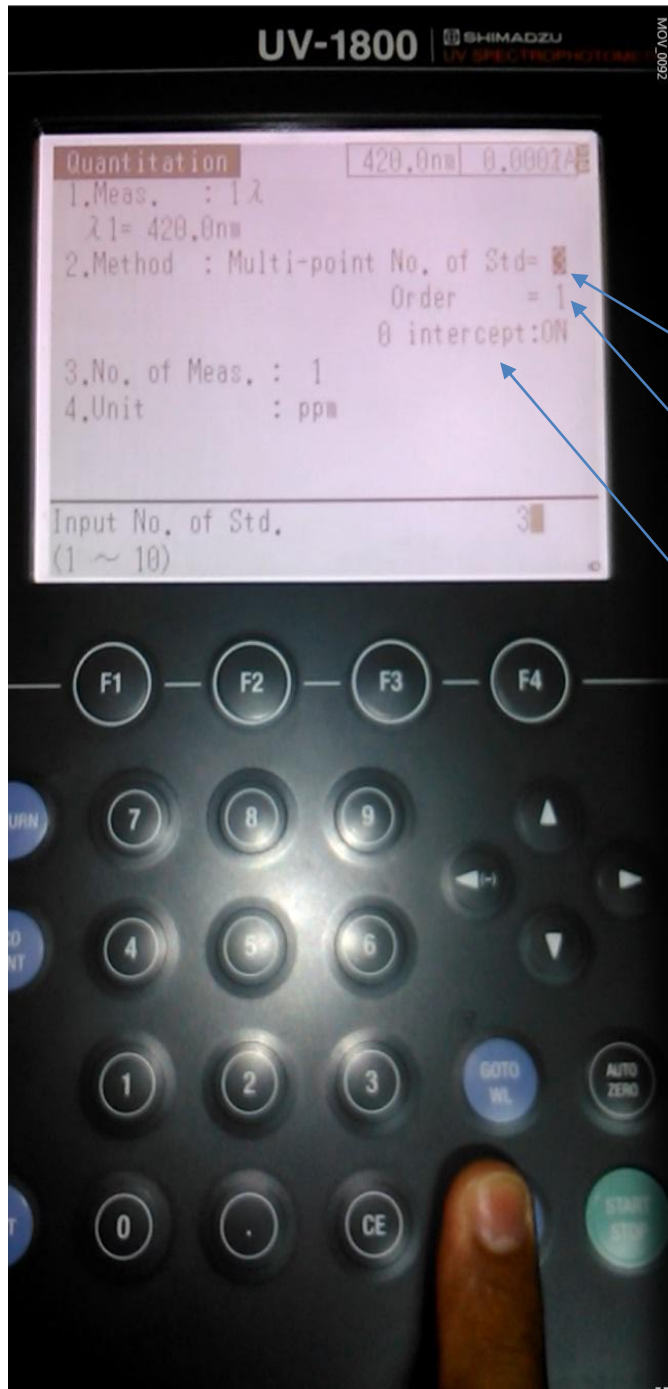 MOV_0092
UV-1800 SHIMADZU
UV SPECTROPHOTOME
Quantitation 420.0nm 0.0002A
1.Meas. : 1λ
λ1= 420.0nm
2.Method : Multi-point No. of Std=
Order = 1
0 intercept:ON
3.No. of Meas. : 1
4.Unit : ppm
Input No. of Std. 3
(1 ~ 10)
F1 F2 F3 F4
URN 7 8 9
(-)
4 5 6
NT
1 2 3 GOTO WL AUTO ZERO
0 . CE START STOP
T